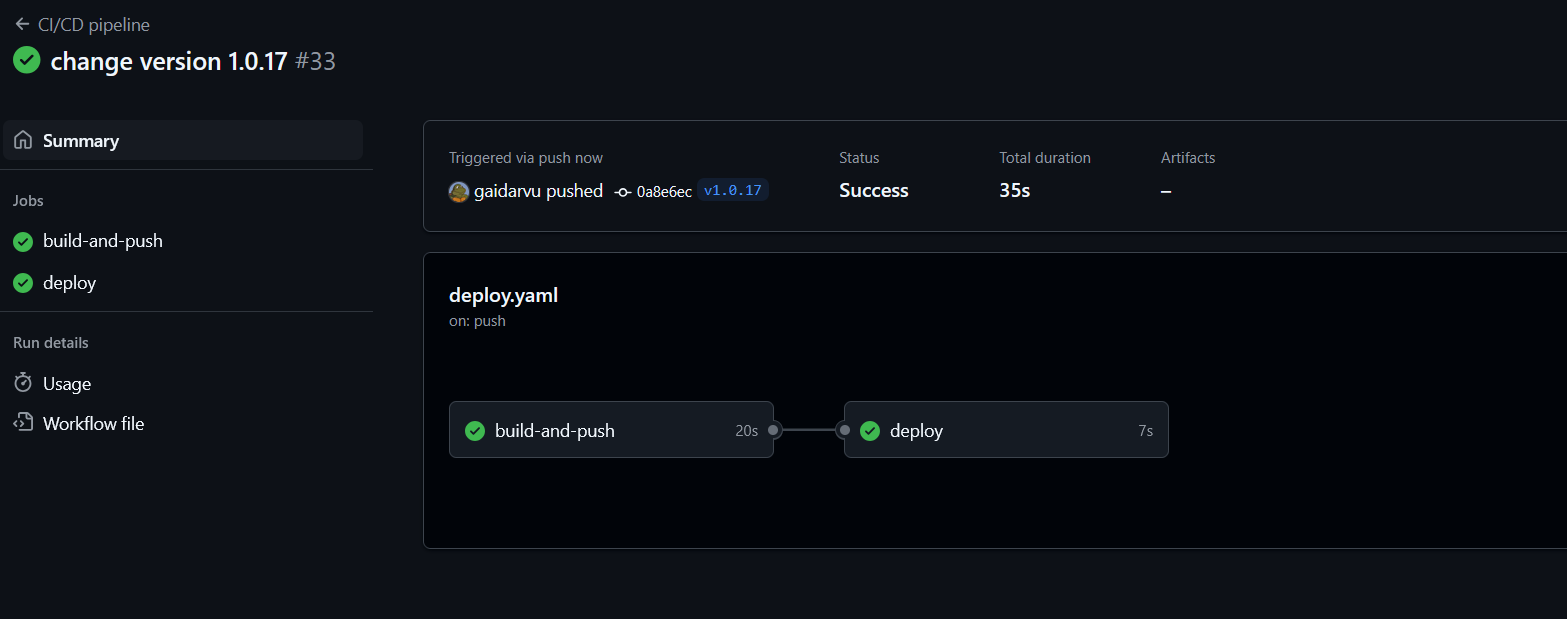 CI/CD pipeline
change version 1.0.17 #33
Summary
Jobs
build-and-push
deploy
Run details
Usage
Workflow file
Triggered via push now
gaidarvu pushed 0a8e6ec v1.0.17
Status
Success
Total duration
35s
Artifacts
–
deploy.yaml
on: push
build-and-push 20s
deploy 7s